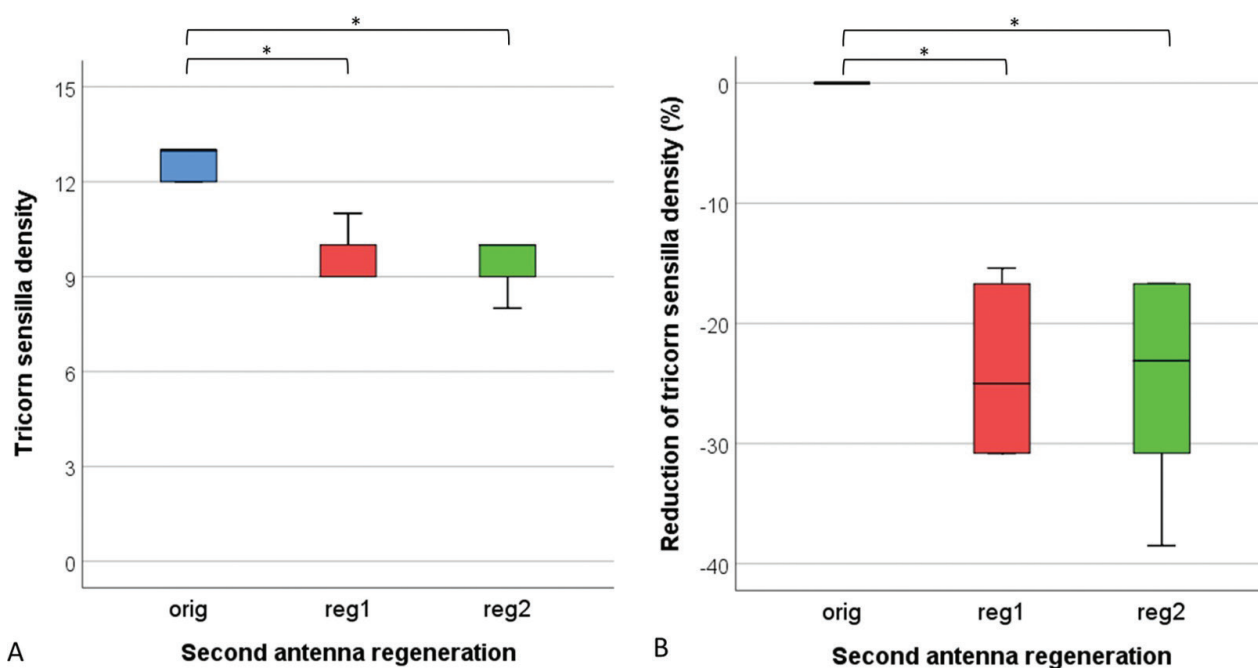 *
*
15
12
9
6
3
0
Tricorn sensilla density
orig reg1 reg2
Second antenna regeneration
A
*
*
0
-10
-20
-30
-40
Reduction of tricorn sensilla density (%)
orig reg1 reg2
Second antenna regeneration
B